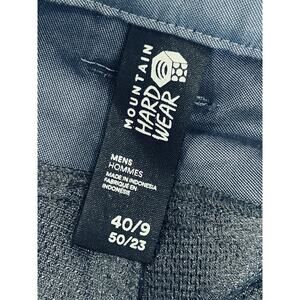 MOUNTAIN
HARD
WEAR
MENS
HOMMES
MADE IN INDONESIA
FABRIQUÉ EN
INDONÉSIE
40/9
50/23